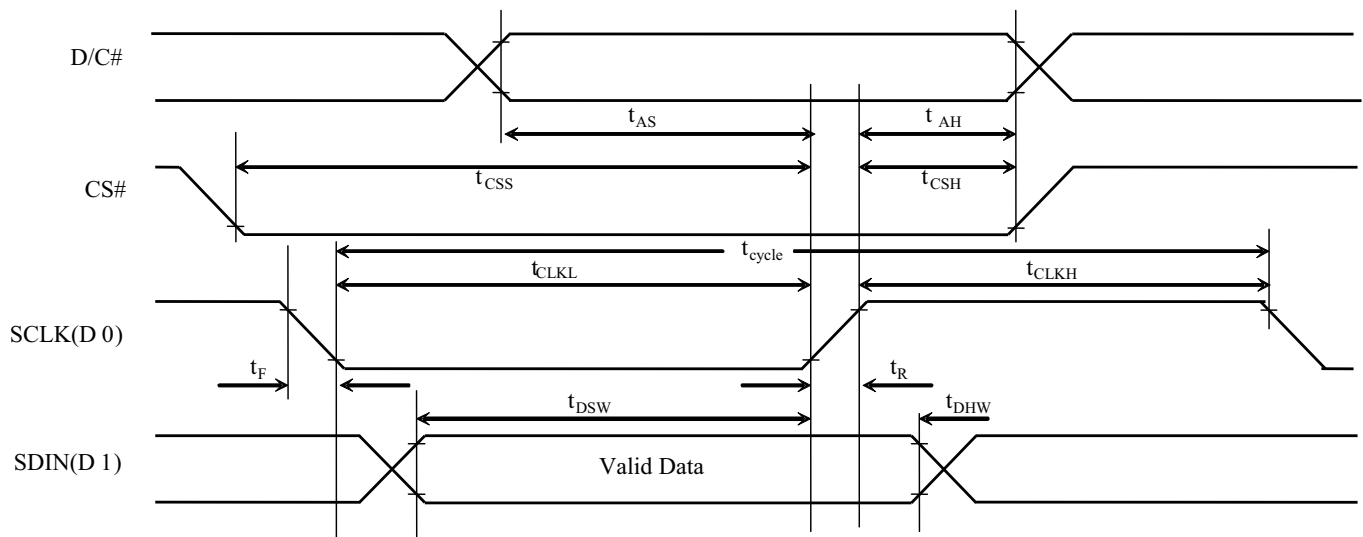 D/C#
t_AS
t_AH
CS#
t_CSS
t_CSH
t_cycle
t_CLKL
t_CLKH
SCLK(D 0)
t_F
t_R
t_DSW
t_DHW
SDIN(D 1)
Valid Data